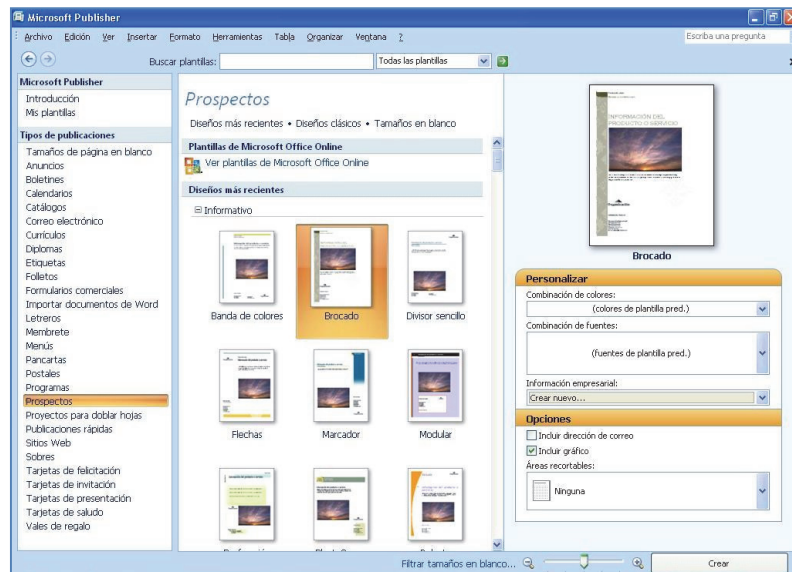 Microsoft Publisher
Archivo Edición Ver Insertar Formato Herramientas Tabla Organizar Ventana ?
Escriba una pregunta
Buscar plantillas:
Todas las plantillas
Microsoft Publisher
Introducción
Mis plantillas
Tipos de publicaciones
Tamaños de página en blanco
Anuncios
Boletines
Calendarios
Catálogos
Correo electrónico
Currículos
Diplomas
Etiquetas
Folletos
Formularios comerciales
Importar documentos de Word
Letreros
Membrete
Menús
Pancartas
Postales
Programas
Prospectos
Proyectos para doblar hojas
Publicaciones rápidas
Sitios Web
Sobres
Tarjetas de felicitación
Tarjetas de invitación
Tarjetas de presentación
Tarjetas de saludo
Vales de regalo
Prospectos
Diseños más recientes • Diseños clásicos • Tamaños en blanco
Plantillas de Microsoft Office Online
Ver plantillas de Microsoft Office Online
Diseños más recientes
Informativo
Banda de colores
Brocado
Divisor sencillo
Flechas
Marcador
Modular
INFORMACIÓN DEL
PRODUCTO O SERVICIO
Organización
Brocado
Personalizar
Combinación de colores:
(colores de plantilla pred.)
Combinación de fuentes:
(fuentes de plantilla pred.)
Información empresarial:
Crear nuevo...
Opciones
Incluir dirección de correo
Incluir gráfico
Áreas recortables:
Ninguna
Filtrar tamaños en blanco...
Crear